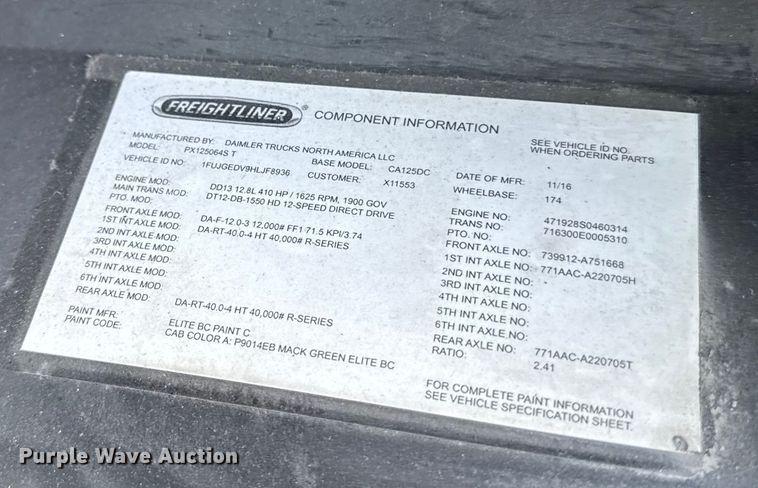 FREIGHTLINER ® COMPONENT INFORMATION
SEE VEHICLE ID NO.
WHEN ORDERING PARTS
MANUFACTURED BY: DAIMLER TRUCKS NORTH AMERICA LLC
MODEL: PX125064S T BASE MODEL: CA125DC DATE OF MFR: 11/16
VEHICLE ID NO: 1FUJGEDV9HLJF8936 CUSTOMER: X11553 WHEELBASE: 174
ENGINE MOD: DD13 12.8L 410 HP / 1625 RPM, 1900 GOV ENGINE NO: 471928S0460314
MAIN TRANS MOD: DT12-DB-1550 HD 12-SPEED DIRECT DRIVE TRANS NO: 716300E0005310
PTO. MOD: PTO. NO:
FRONT AXLE MOD: DA-F-12.0-3 12,000# FF1 71.5 KPI/3.74 FRONT AXLE NO: 739912-A751668
1ST INT AXLE MOD: DA-RT-40.0-4 HT 40,000# R-SERIES 1ST INT AXLE NO: 771AAC-A220705H
2ND INT AXLE MOD: 2ND INT AXLE NO:
3RD INT AXLE MOD: 3RD INT AXLE NO:
4TH INT AXLE MOD: 4TH INT AXLE NO:
5TH INT AXLE MOD: 5TH INT AXLE NO:
6TH INT AXLE MOD: 6TH INT AXLE NO:
REAR AXLE MOD: DA-RT-40.0-4 HT 40,000# R-SERIES REAR AXLE NO: 771AAC-A220705T
RATIO: 2.41
PAINT MFR: ELITE BC PAINT C
PAINT CODE: CAB COLOR A: P9014EB MACK GREEN ELITE BC
FOR COMPLETE PAINT INFORMATION
SEE VEHICLE SPECIFICATION SHEET.
Purple Wave Auction